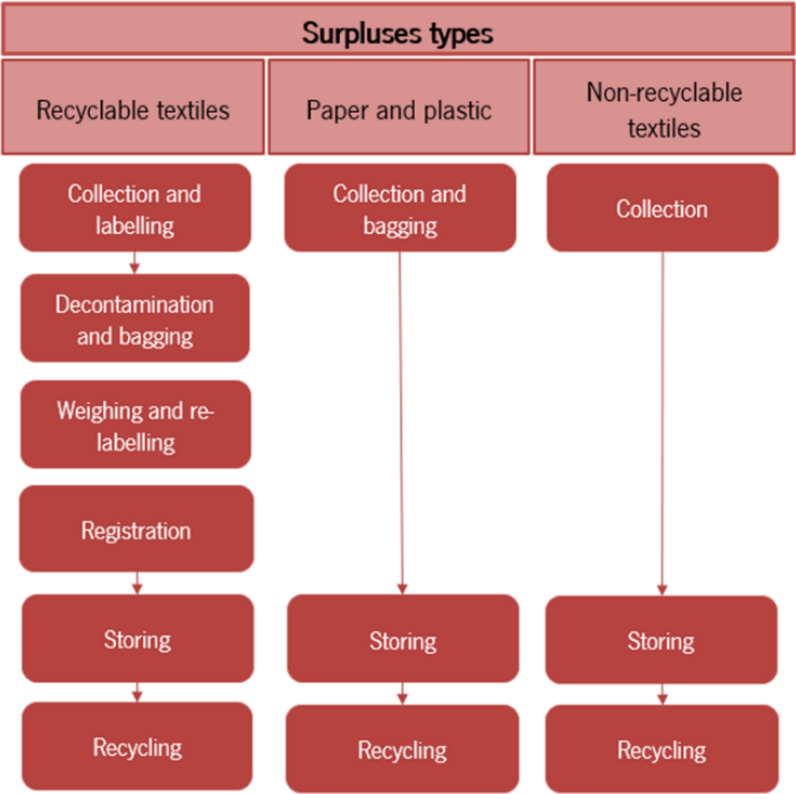 Surpluses types
Recyclable textiles
Paper and plastic
Non-recyclable
textiles
Collection and
labelling
Decontamination
and bagging
Weighing and re-
labelling
Registration
Storing
Recycling
Collection and
bagging
Storing
Recycling
Collection
Storing
Recycling